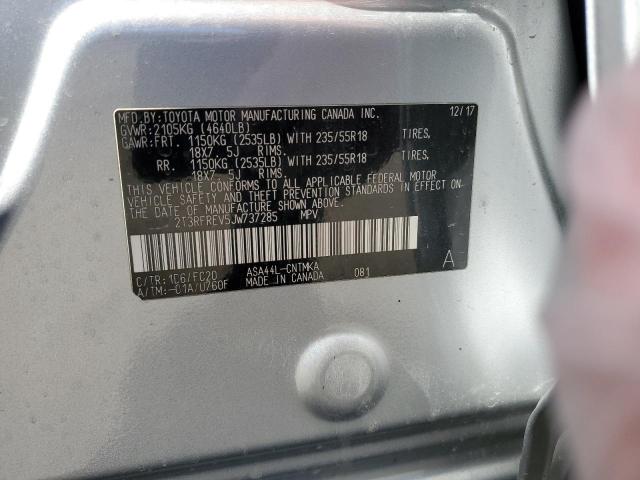 MFD.BY:TOYOTA MOTOR MANUFACTURING CANADA INC. 12/17
GVWR:2105KG (4640LB)
GAWR:FRT. 1150KG (2535LB) WITH 235/55R18 TIRES,
18X7.5J RIMS.
RR. 1150KG (2535LB) WITH 235/55R18 TIRES,
18X7.5J RIMS.
THIS VEHICLE CONFORMS TO ALL APPLICABLE FEDERAL MOTOR
VEHICLE SAFETY AND THEFT PREVENTION STANDARDS IN EFFECT ON
THE DATE OF MANUFACTURE SHOWN ABOVE.
2T3RFREV5JW737285 MPV
C/TR:1D6/FC20 ASA44L-CNTMKA 081 A
A/TM:-01A/U760F MADE IN CANADA